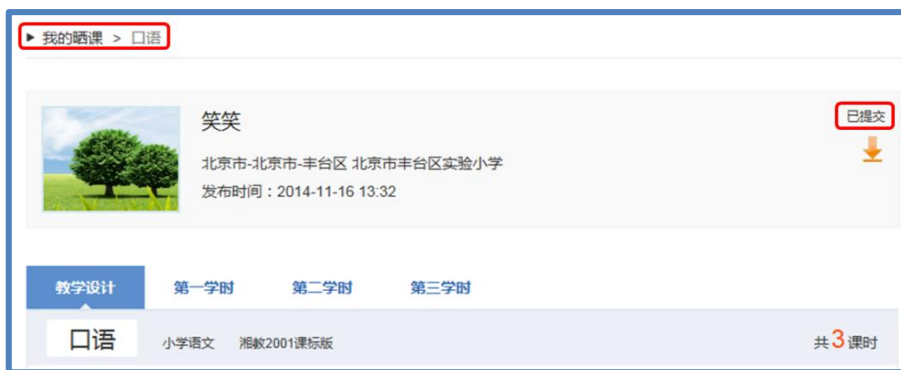 我的晒课 > 口语
笑笑
已提交
北京市-北京市-丰台区 北京市丰台区实验小学
发布时间：2014-11-16 13:32
教学设计 第一学时 第二学时 第三学时
口语 小学语文 湘教2001课标版 共3课时